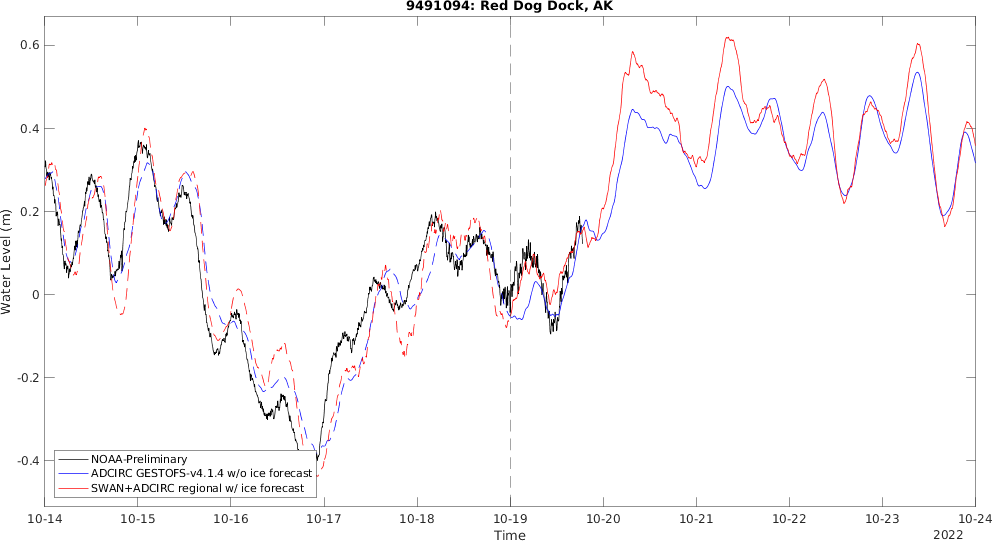 9491094: Red Dog Dock, AK
Water Level (m)
0.6
0.4
0.2
0
-0.2
-0.4
NOAA-Preliminary
ADCIRC GESTOFS-v4.1.4 w/o ice forecast
SWAN+ADCIRC regional w/ ice forecast
10-14 10-15 10-16 10-17 10-18 10-19 10-20 10-21 10-22 10-23 10-24
Time
2022